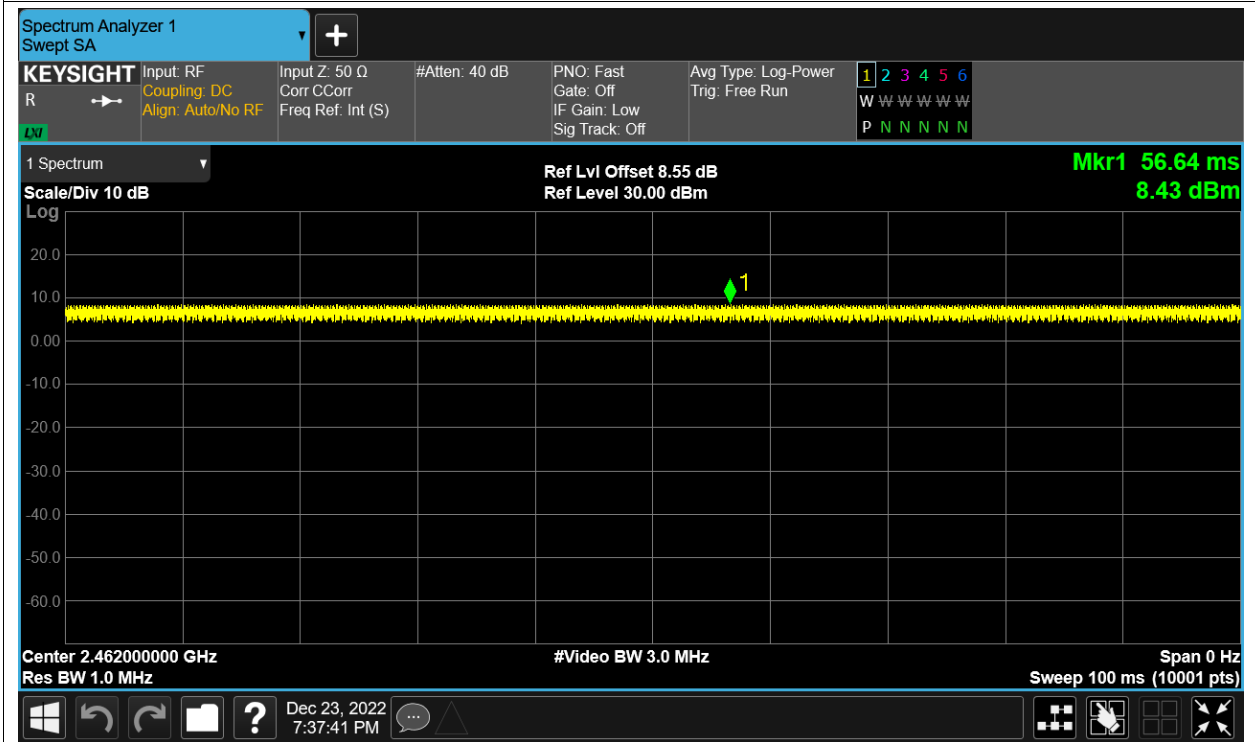 Spectrum Analyzer 1
Swept SA
KEYSIGHT
R
LXI
Input: RF
Coupling: DC
Align: Auto/No RF
Input Z: 50 Ω
Corr CCorr
Freq Ref: Int (S)
#Atten: 40 dB
PNO: Fast
Gate: Off
IF Gain: Low
Sig Track: Off
Avg Type: Log-Power
Trig: Free Run
1 2 3 4 5 6
W W W W W W
P N N N N N
1 Spectrum
Scale/Div 10 dB
Ref Lvl Offset 8.55 dB
Ref Level 30.00 dBm
Mkr1 56.64 ms
8.43 dBm
Log
20.0
10.0
0.00
-10.0
-20.0
-30.0
-40.0
-50.0
-60.0
1
Center 2.462000000 GHz
Res BW 1.0 MHz
#Video BW 3.0 MHz
Span 0 Hz
Sweep 100 ms (10001 pts)
?
Dec 23, 2022
7:37:41 PM